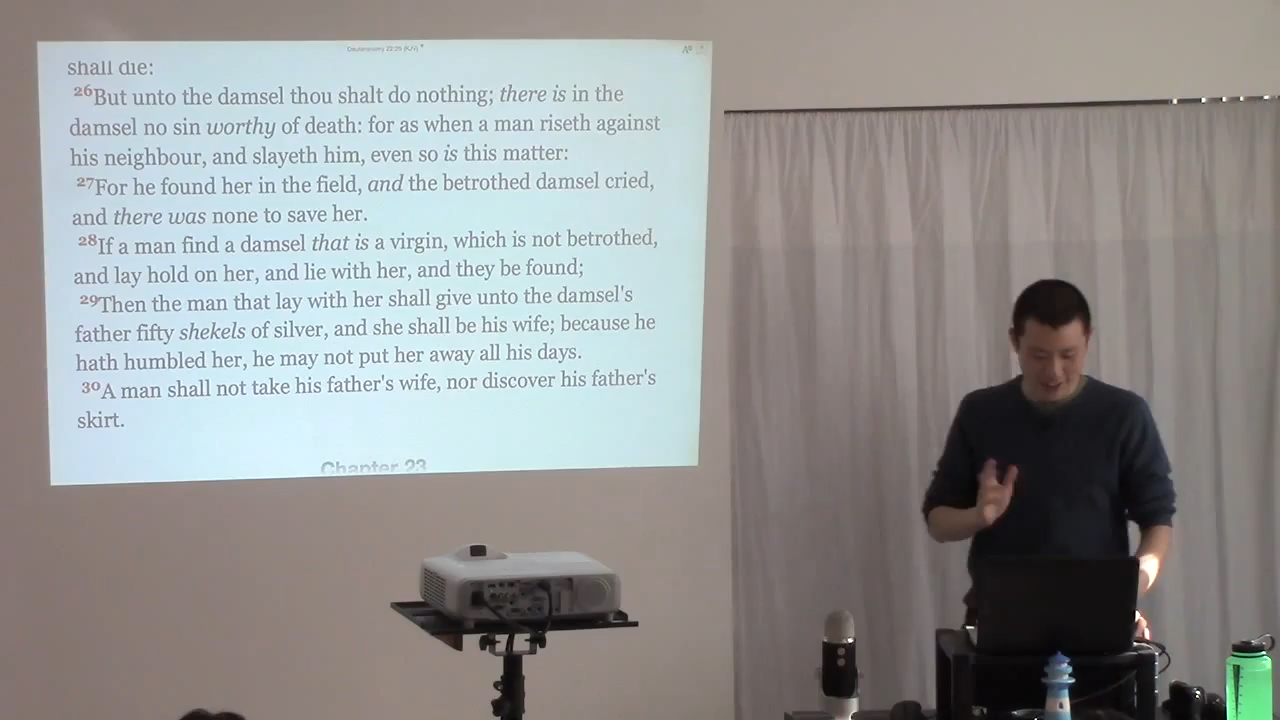 Deuteronomy 22:25 (KJV)
shall die:
26But unto the damsel thou shalt do nothing; there is in the
damsel no sin worthy of death: for as when a man riseth against
his neighbour, and slayeth him, even so is this matter:
27For he found her in the field, and the betrothed damsel cried,
and there was none to save her.
28If a man find a damsel that is a virgin, which is not betrothed,
and lay hold on her, and lie with her, and they be found;
29Then the man that lay with her shall give unto the damsel's
father fifty shekels of silver, and she shall be his wife; because he
hath humbled her, he may not put her away all his days.
30A man shall not take his father's wife, nor discover his father's
skirt.
Chapter 23